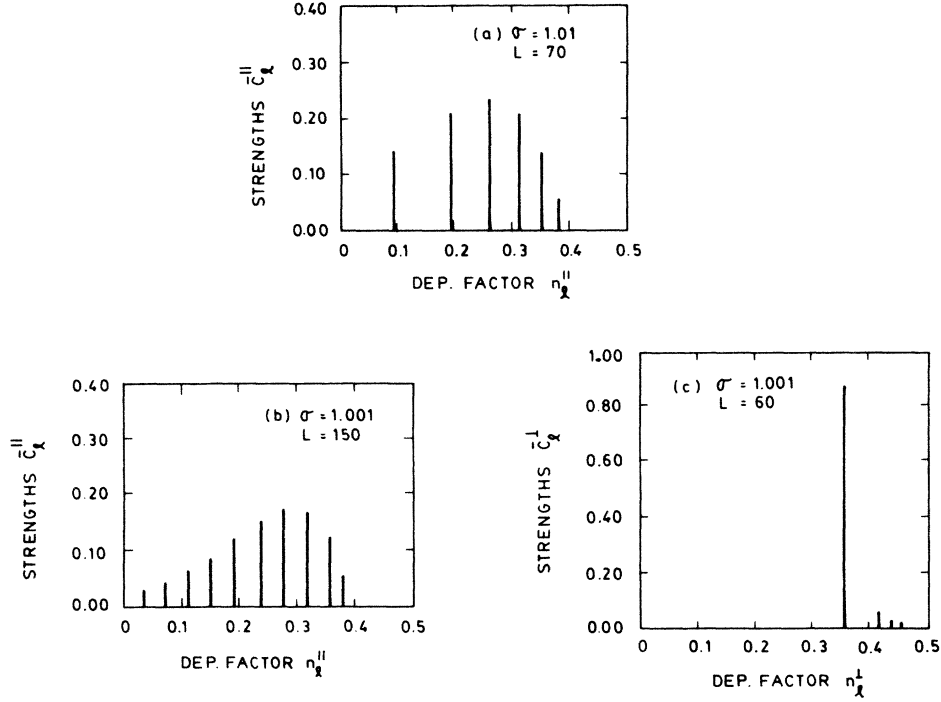 0.40
(a) σ = 1.01
L = 70
0.30
0.20
0.10
0.00
STRENGTHS C̄ℓ||
0 0.1 0.2 0.3 0.4 0.5
DEP. FACTOR nℓ||
0.40
(b) σ = 1.001
L = 150
0.30
0.20
0.10
0.00
STRENGTHS C̄ℓ||
0 0.1 0.2 0.3 0.4 0.5
DEP. FACTOR nℓ||
1.00
(c) σ = 1.001
L = 60
0.80
0.60
0.40
0.20
0.00
STRENGTHS C̄ℓ⊥
0 0.1 0.2 0.3 0.4 0.5
DEP. FACTOR nℓ⊥